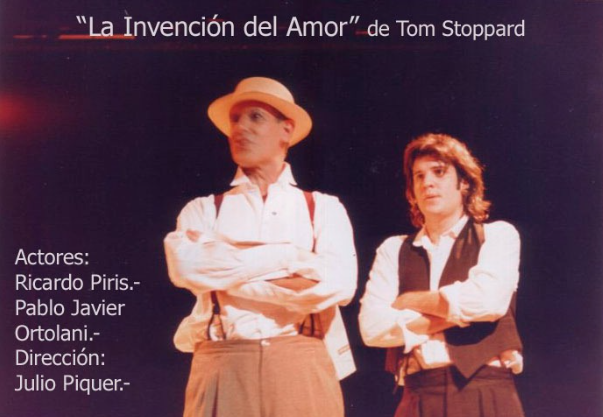 “La Invención del Amor” de Tom Stoppard
Actores:
Ricardo Piris.-
Pablo Javier
Ortolani.-
Dirección:
Julio Piquer.-